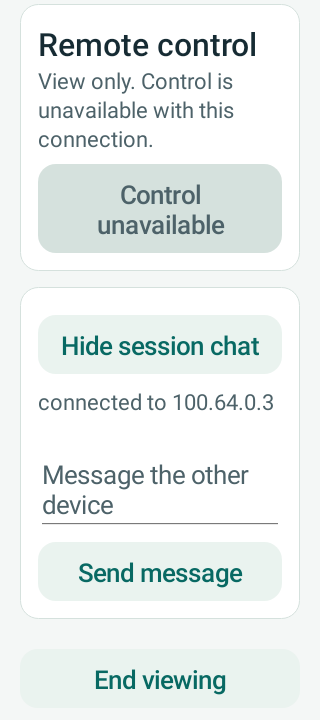 Remote control
View only. Control is
unavailable with this
connection.
Control
unavailable
Hide session chat
connected to 100.64.0.3
Message the other
device
Send message
End viewing